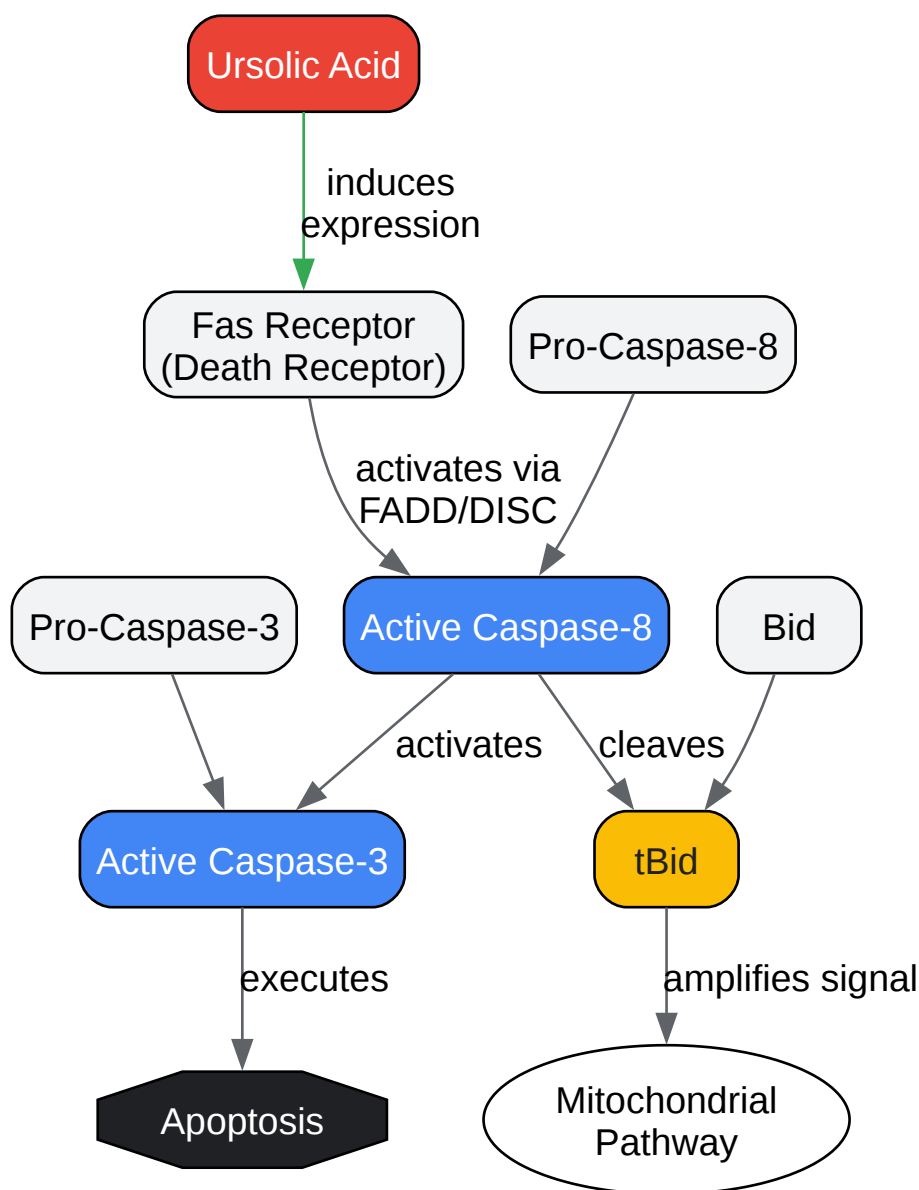 Ursolic Acid
induces
expression
Fas Receptor
(Death Receptor)
Pro-Caspase-8
activates via
FADD/DISC
Pro-Caspase-3
Active Caspase-8
Bid
activates
cleaves
Active Caspase-3
tBid
executes
amplifies signal
Apoptosis
Mitochondrial
Pathway